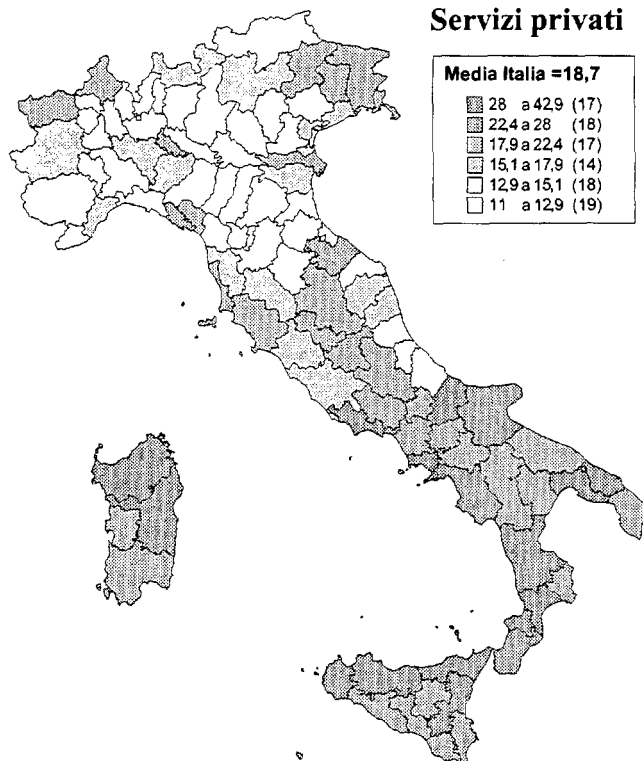 Servizi privati
Media Italia =18,7
28 a 42,9 (17)
22,4 a 28 (18)
17,9 a 22,4 (17)
15,1 a 17,9 (14)
12,9 a 15,1 (18)
11 a 12,9 (19)